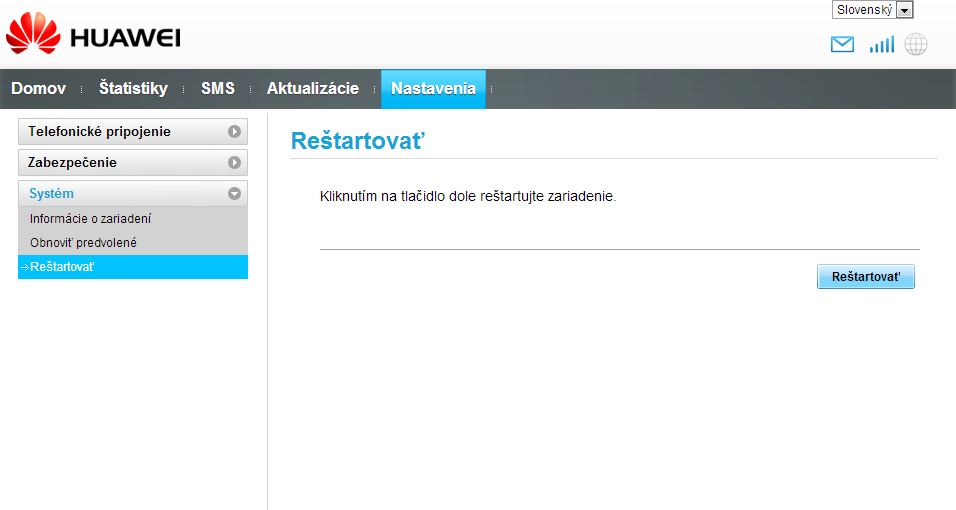 Slovenský
HUAWEI
Domov Štatistiky SMS Aktualizácie Nastavenia
Telefonické pripojenie
Zabezpečenie
Systém
Informácie o zariadení
Obnoviť predvolené
Reštartovať
Reštartovať
Kliknutím na tlačidlo dole reštartujte zariadenie.
Reštartovať